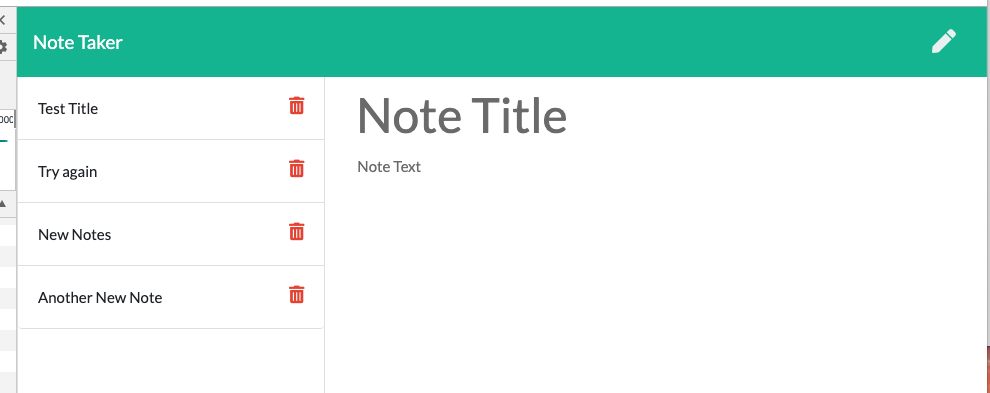 Note Taker
Test Title
Try again
New Notes
Another New Note
Note Title
Note Text